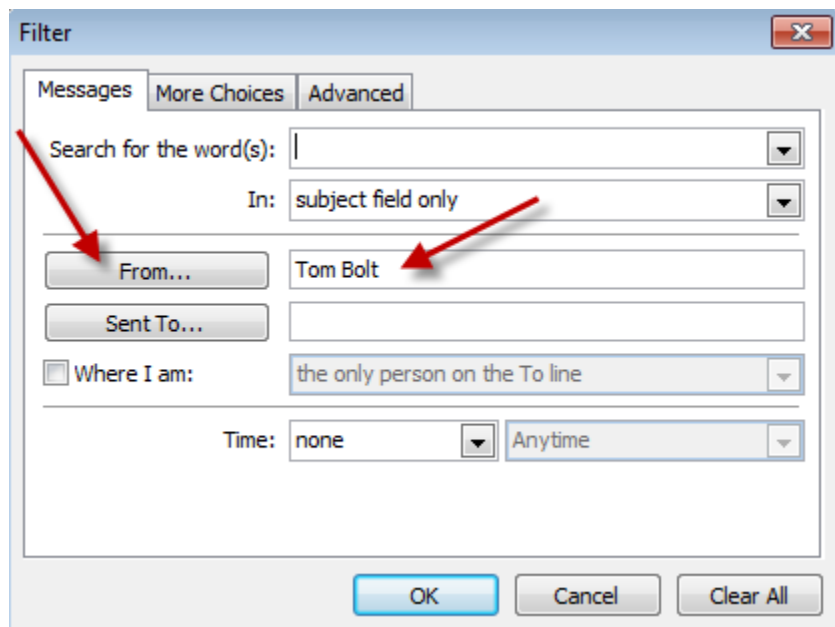 Filter
Messages More Choices Advanced
Search for the word(s):
In: subject field only
From... Tom Bolt
Sent To...
Where I am: the only person on the To line
Time: none Anytime
OK Cancel Clear All